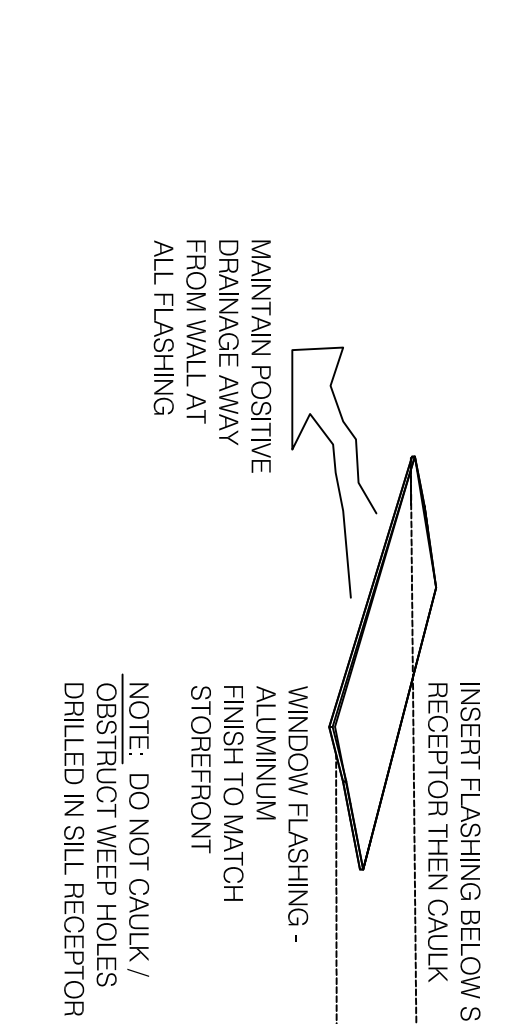 MAINTAIN POSITIVE
DRAINAGE AWAY
FROM WALL AT
ALL FLASHING
INSERT FLASHING BELOW S
RECEPTOR THEN CAULK
WINDOW FLASHING -
ALUMINUM
FINISH TO MATCH
STOREFRONT
NOTE: DO NOT CAULK /
OBSTRUCT WEEP HOLES
DRILLED IN SILL RECEPTOR